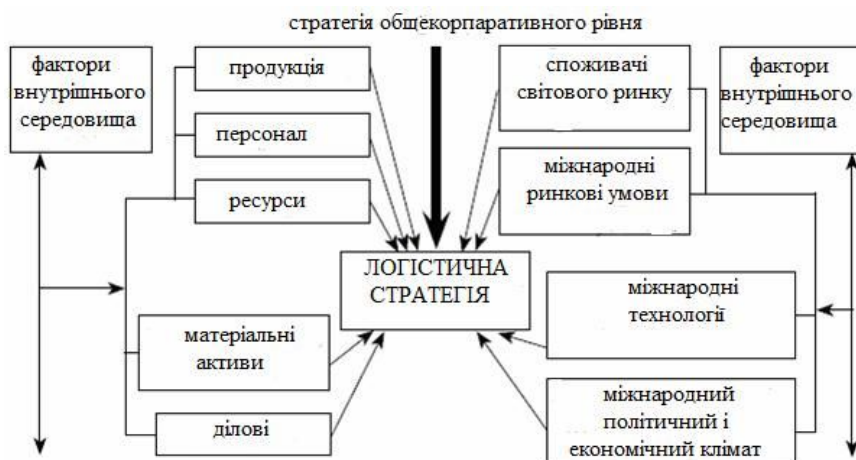 стратегія общекорпаративного рівня
фактори
внутрішнього
середовища
продукція
персонал
ресурси
матеріальні
активи
ділові
ЛОГІСТИЧНА
СТРАТЕГІЯ
споживачі
світового ринку
міжнародні
ринкові умови
міжнародні
технології
міжнародний
політичний і
економічний клімат
фактори
внутрішнього
середовища